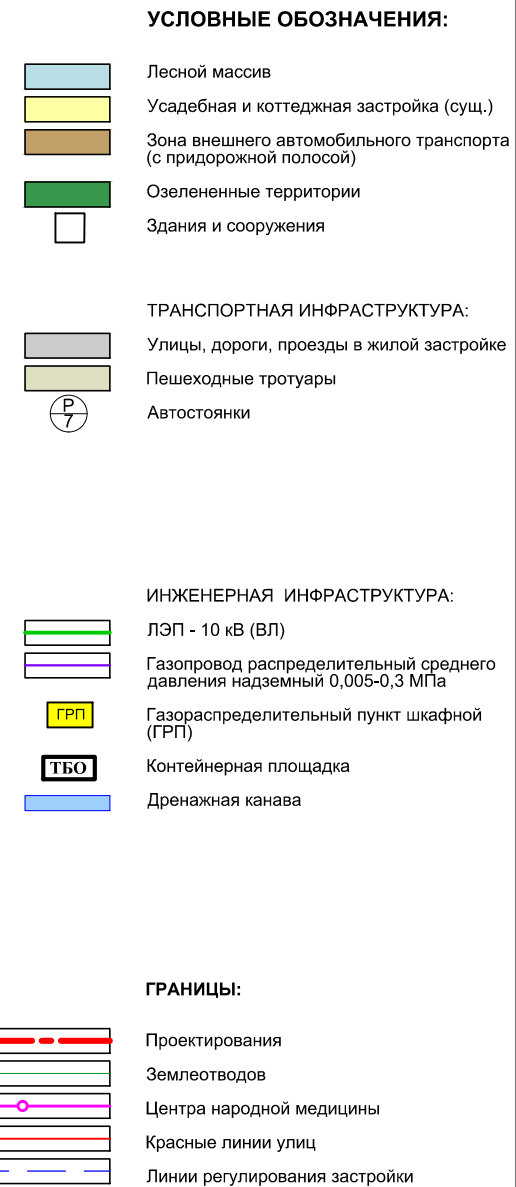 УСЛОВНЫЕ ОБОЗНАЧЕНИЯ:
Лесной массив
Усадебная и коттеджная застройка (сущ.)
Зона внешнего автомобильного транспорта
(с придорожной полосой)
Озелененные территории
Здания и сооружения
ТРАНСПОРТНАЯ ИНФРАСТРУКТУРА:
Улицы, дороги, проезды в жилой застройке
Пешеходные тротуары
P
7
Автостоянки
ИНЖЕНЕРНАЯ ИНФРАСТРУКТУРА:
ЛЭП - 10 кВ (ВЛ)
Газопровод распределительный среднего
давления надземный 0,005-0,3 МПа
ГРП
Газораспределительный пункт шкафной
(ГРП)
ТБО
Контейнерная площадка
Дренажная канава
ГРАНИЦЫ:
Проектирования
Землеотводов
Центра народной медицины
Красные линии улиц
Линии регулирования застройки